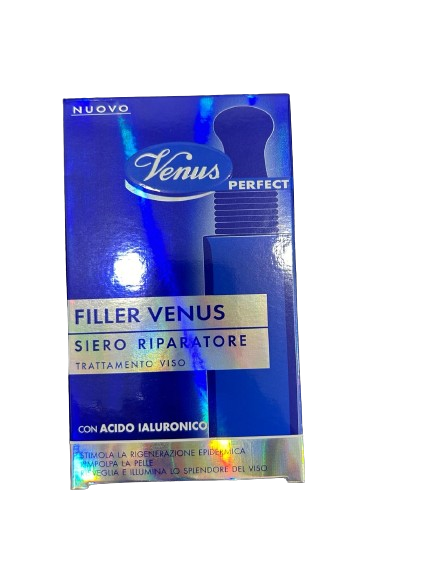 NUOVO
Venus
PERFECT
FILLER VENUS
SIERO RIPARATORE
TRATTAMENTO VISO
CON ACIDO IALURONICO
STIMOLA LA RIGENERAZIONE EPIDERMICA
RIMPOLPA LA PELLE
RISVEGLIA E ILLUMINA LO SPLENDORE DEL VISO